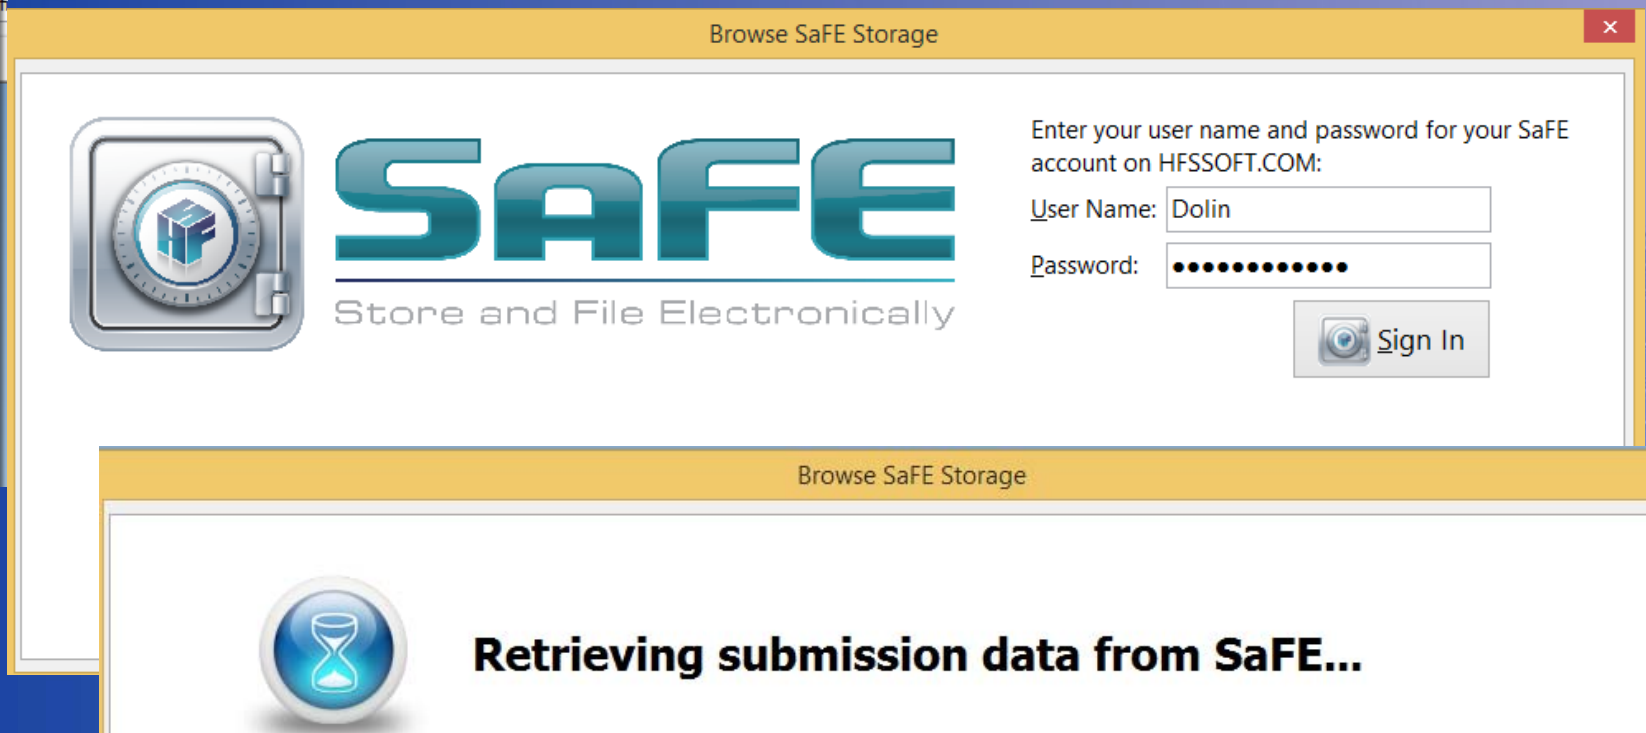 Browse SaFE Storage
SaFE
Store and File Electronically
HFS
Enter your user name and password for your SaFE
account on HFSSOFT.COM:
User Name: Dolin
Password: ●●●●●●●●●●●●
Sign In
Browse SaFE Storage
Retrieving submission data from SaFE...